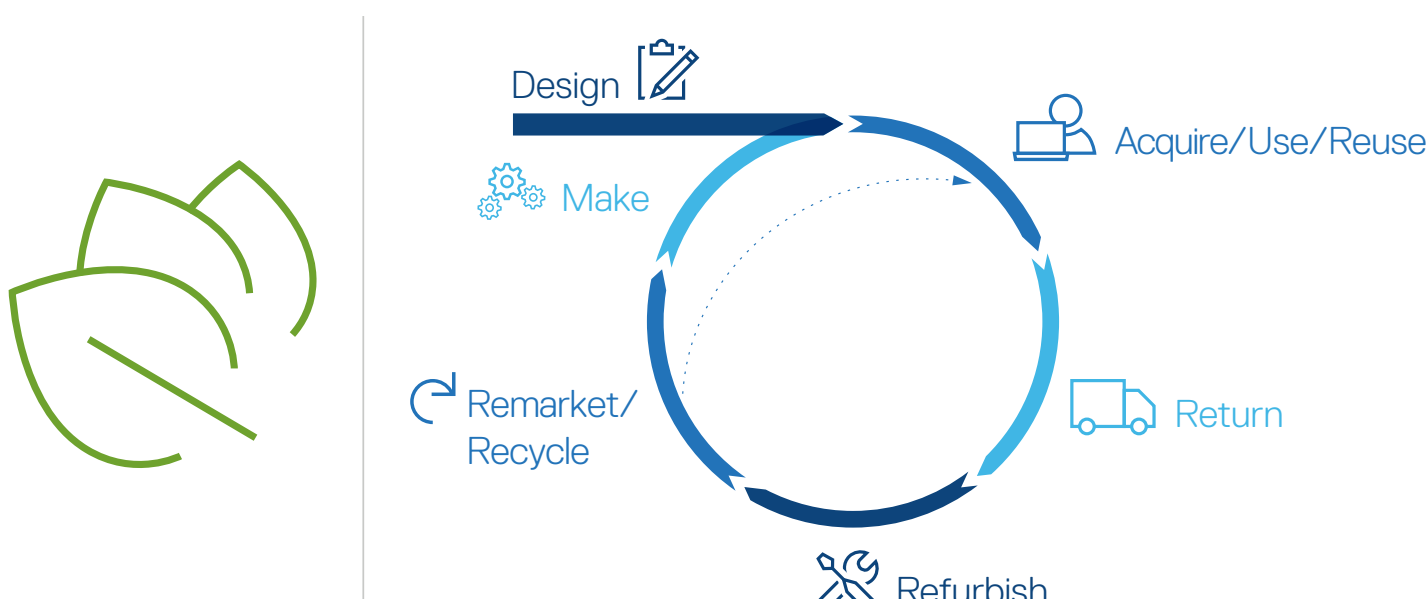 Design
Acquire/Use/Reuse
Make
Remarket/
Recycle
Return
Refurbish